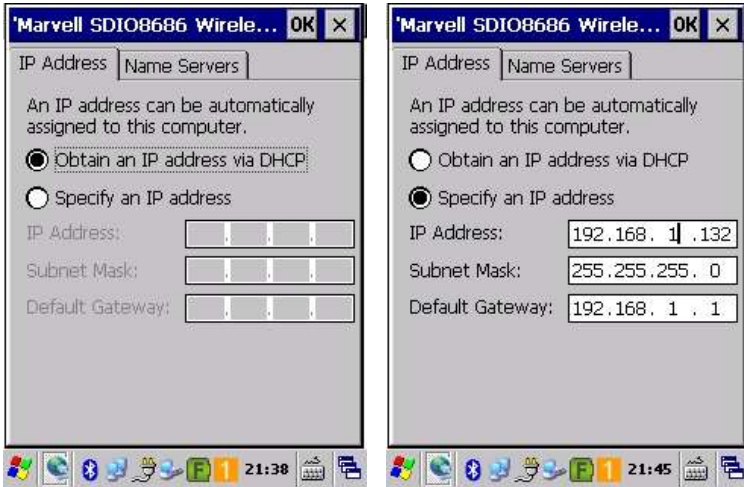 'Marvell SDIO8686 Wirele... OK ×
IP Address Name Servers
An IP address can be automatically
assigned to this computer.
Obtain an IP address via DHCP
Specify an IP address
IP Address: . . .
Subnet Mask: . . .
Default Gateway: . . .
F 1 21:38
'Marvell SDIO8686 Wirele... OK ×
IP Address Name Servers
An IP address can be automatically
assigned to this computer.
Obtain an IP address via DHCP
Specify an IP address
IP Address: 192.168. 1 .132
Subnet Mask: 255.255.255. 0
Default Gateway: 192.168. 1 . 1
F 1 21:45